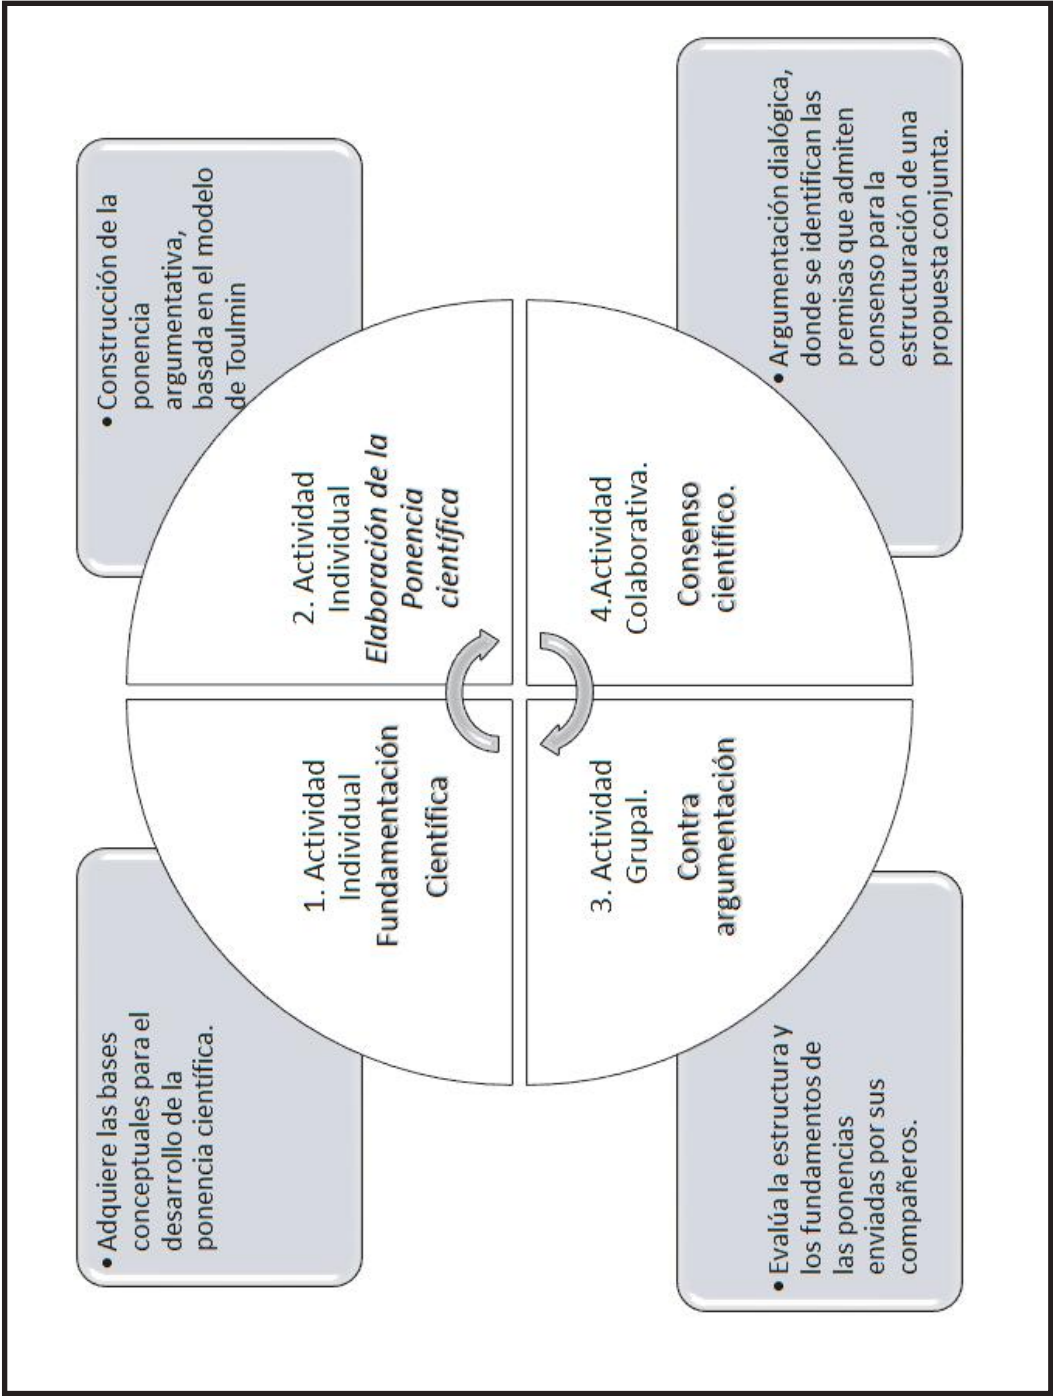 • Adquiere las bases
conceptuales para el
desarrollo de la
ponencia científica.
• Construcción de la
ponencia
argumentativa,
basada en el modelo
de Toulmin
1. Actividad
Individual
Fundamentación
Científica
2. Actividad
Individual
Elaboración de la
Ponencia
científica
3. Actividad
Grupal.
Contra
argumentación
4.Actividad
Colaborativa.
Consenso
científico.
• Evalúa la estructura y
los fundamentos de
las ponencias
enviadas por sus
compañeros.
• Argumentación dialógica,
donde se identifican las
premisas que admiten
consenso para la
estructuración de una
propuesta conjunta.